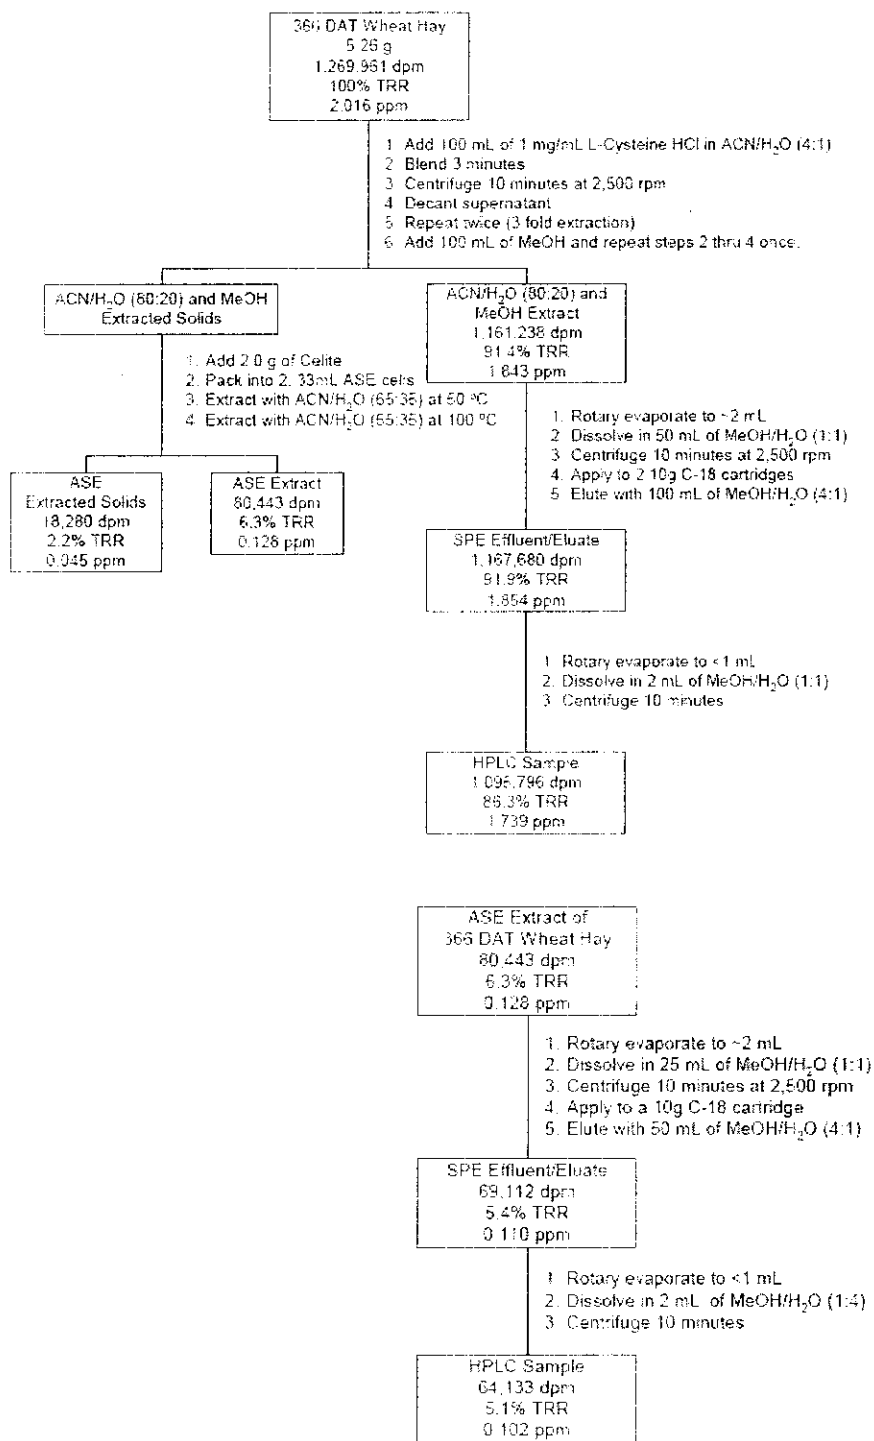 366 DAT Wheat Hay
5.26 g
1,269,961 dpm
100% TRR
2.016 ppm
1 Add 100 mL of 1 mg/mL L-Cysteine HCl in ACN/H₂O (4:1)
2 Blend 3 minutes
3 Centrifuge 10 minutes at 2,500 rpm
4 Decant supernatant
5 Repeat twice (3 fold extraction)
6 Add 100 mL of MeOH and repeat steps 2 thru 4 once.
ACN/H₂O (80:20) and MeOH
Extracted Solids
ACN/H₂O (80:20) and
MeOH Extract
1,161,238 dpm
91.4% TRR
1.843 ppm
1. Add 2.0 g of Celite
2. Pack into 2, 33mL ASE cells
3. Extract with ACN/H₂O (65:35) at 50 ºC
4. Extract with ACN/H₂O (65:35) at 100 ºC
1. Rotary evaporate to ~2 mL
2 Dissolve in 50 mL of MeOH/H₂O (1:1)
3 Centrifuge 10 minutes at 2,500 rpm
4. Apply to 2 10g C-18 cartridges
5. Elute with 100 mL of MeOH/H₂O (4:1)
ASE
Extracted Solids
18,280 dpm
2.2% TRR
0.045 ppm
ASE Extract
80,443 dpm
6.3% TRR
0.128 ppm
SPE Effluent/Eluate
1,167,680 dpm
91.9% TRR
1.854 ppm
1 Rotary evaporate to <1 mL
2. Dissolve in 2 mL of MeOH/H₂O (1:1)
3 Centrifuge 10 minutes
HPLC Sample
1,095,796 dpm
86.3% TRR
1.739 ppm
ASE Extract of
366 DAT Wheat Hay
80,443 dpm
6.3% TRR
0.128 ppm
1. Rotary evaporate to ~2 mL
2. Dissolve in 25 mL of MeOH/H₂O (1:1)
3. Centrifuge 10 minutes at 2,500 rpm
4. Apply to a 10g C-18 cartridge
5. Elute with 50 mL of MeOH/H₂O (4:1)
SPE Effluent/Eluate
69,112 dpm
5.4% TRR
0.110 ppm
1. Rotary evaporate to <1 mL
2. Dissolve in 2 mL of MeOH/H₂O (1:4)
3. Centrifuge 10 minutes
HPLC Sample
64,133 dpm
5.1% TRR
0.102 ppm